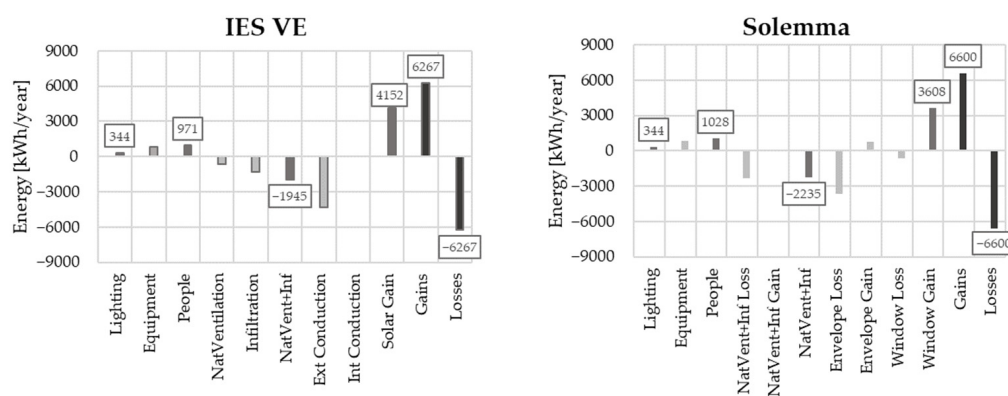 IES VE
Energy [kWh/year]
9000
6000
3000
0
−3000
−6000
−9000
344
971
−1945
4152
6267
−6267
Lighting
Equipment
People
NatVentilation
Infiltration
NatVent+Inf
Ext Conduction
Int Conduction
Solar Gain
Gains
Losses
Solemma
Energy [kWh/year]
9000
6000
3000
0
−3000
−6000
−9000
344
1028
−2235
3608
6600
−6600
Lighting
Equipment
People
NatVent+Inf Loss
NatVent+Inf Gain
NatVent+Inf
Envelope Loss
Envelope Gain
Window Loss
Window Gain
Gains
Losses